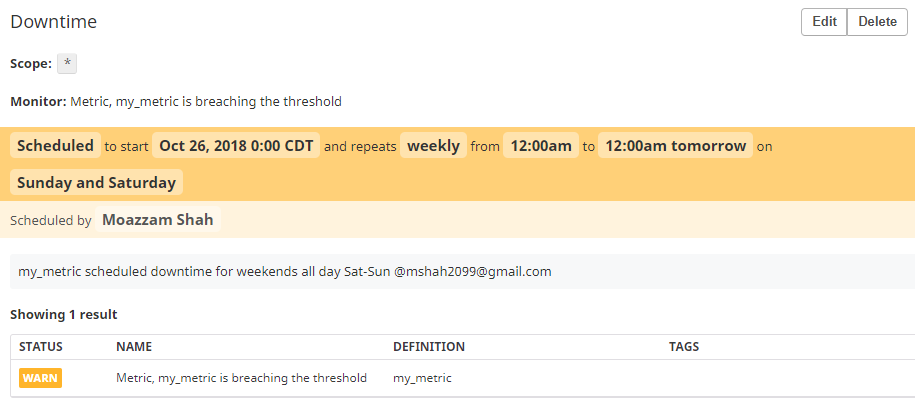 Downtime Edit Delete
Scope: *
Monitor: Metric, my_metric is breaching the threshold
Scheduled to start Oct 26, 2018 0:00 CDT and repeats weekly from 12:00am to 12:00am tomorrow on
Sunday and Saturday
Scheduled by Moazzam Shah
my_metric scheduled downtime for weekends all day Sat-Sun @mshah2099@gmail.com
Showing 1 result
STATUS NAME DEFINITION TAGS
WARN Metric, my_metric is breaching the threshold my_metric